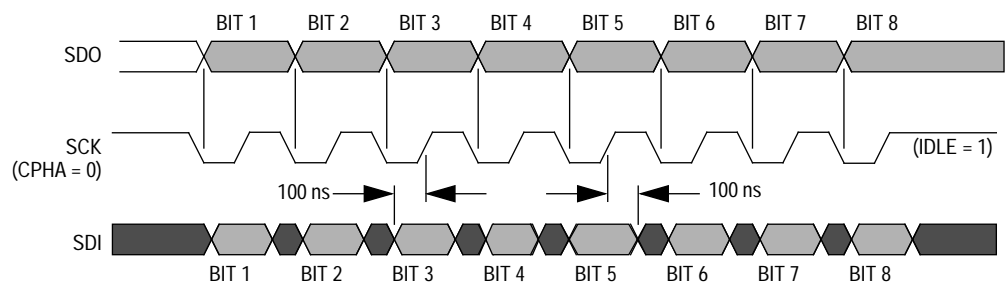 BIT 1 BIT 2 BIT 3 BIT 4 BIT 5 BIT 6 BIT 7 BIT 8
SDO
SCK
(CPHA = 0)
(IDLE = 1)
100 ns
100 ns
SDI
BIT 1 BIT 2 BIT 3 BIT 4 BIT 5 BIT 6 BIT 7 BIT 8